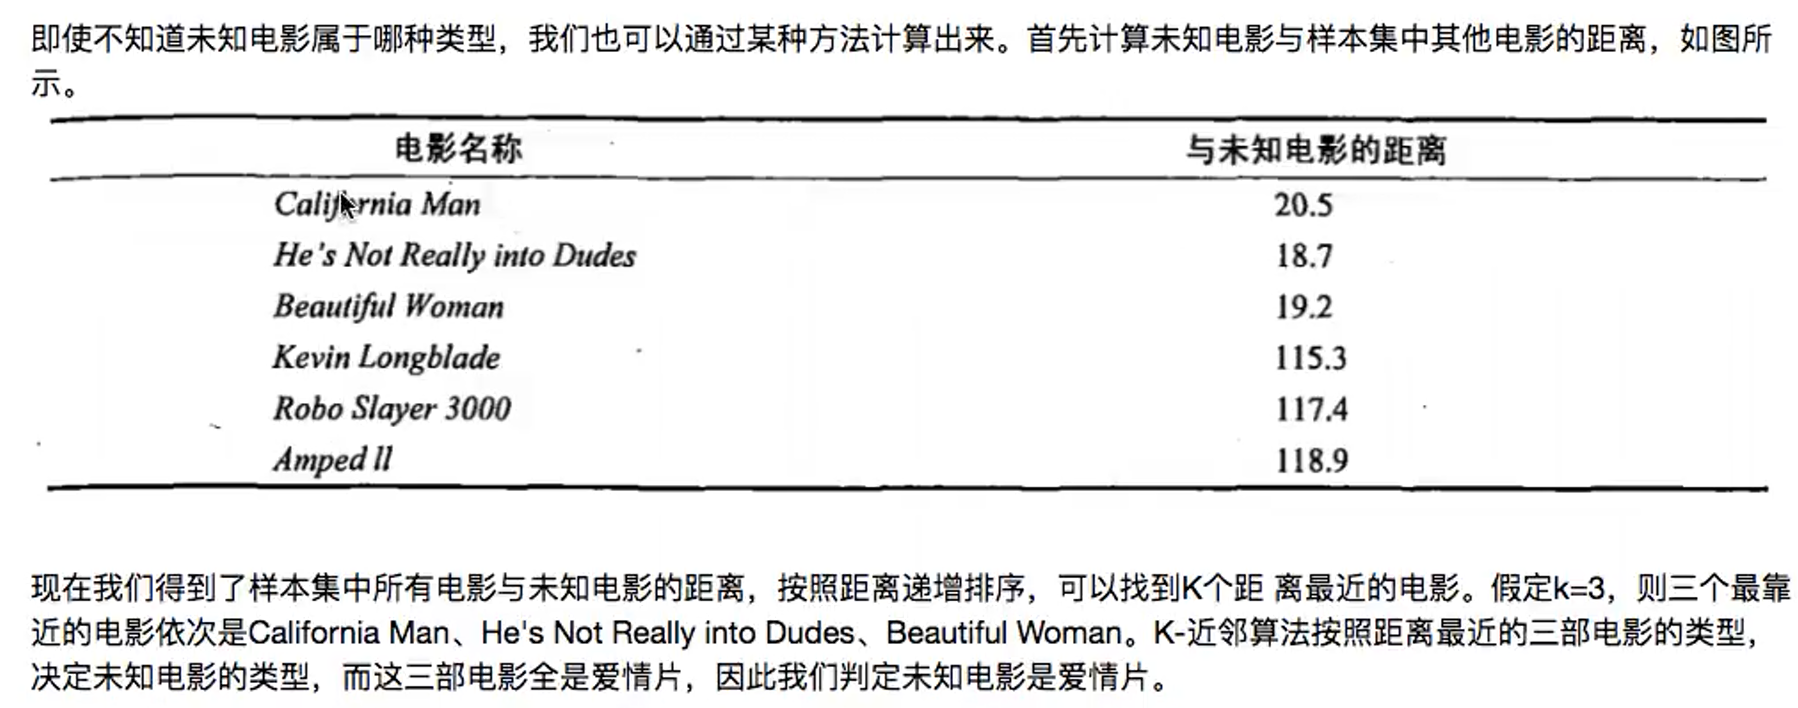 即使不知道未知电影属于哪种类型，我们也可以通过某种方法计算出来。首先计算未知电影与样本集中其他电影的距离，如图所
示。
电影名称 与未知电影的距离
California Man 20.5
He's Not Really into Dudes 18.7
Beautiful Woman 19.2
Kevin Longblade 115.3
Robo Slayer 3000 117.4
Amped ll 118.9
现在我们得到了样本集中所有电影与未知电影的距离，按照距离递增排序，可以找到K个距 离最近的电影。假定k=3，则三个最靠
近的电影依次是California Man、He's Not Really into Dudes、Beautiful Woman。K-近邻算法按照距离最近的三部电影的类型，
决定未知电影的类型，而这三部电影全是爱情片，因此我们判定未知电影是爱情片。